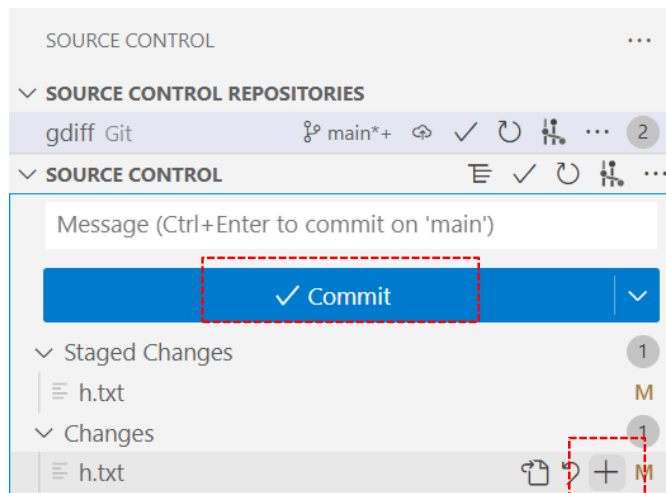 SOURCE CONTROL
SOURCE CONTROL REPOSITORIES
gdiff Git main*+ 2
SOURCE CONTROL
Message (Ctrl+Enter to commit on 'main')
Commit
Staged Changes 1
h.txt M
Changes 1
h.txt M